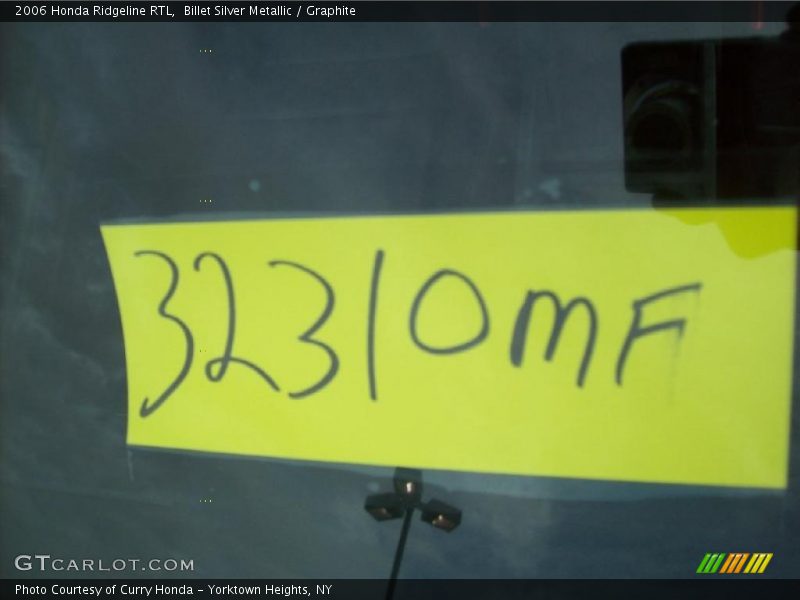 2006 Honda Ridgeline RTL,  Billet Silver Metallic / Graphite
32310MF
GTCARLOT.COM
Photo Courtesy of Curry Honda - Yorktown Heights, NY